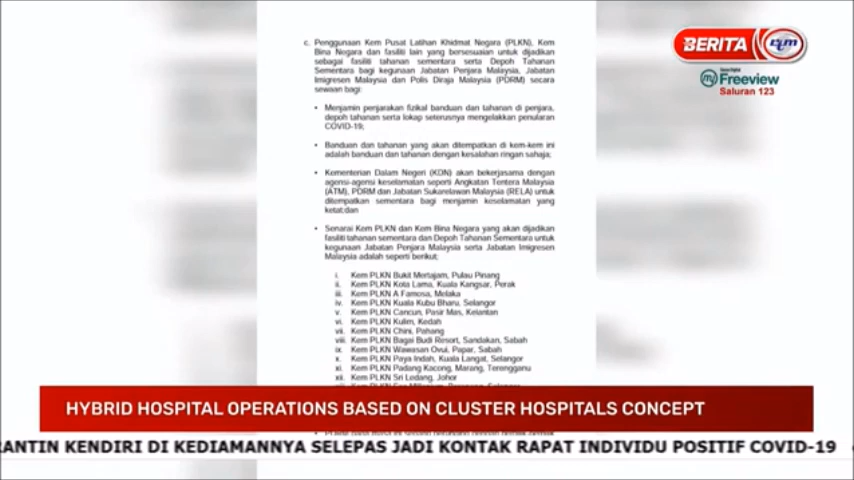 c. Penggunaan Kem Pusat Latihan Khidmat Negara (PLKN), Kem
Bina Negara dan fasiliti lain yang bersesuaian untuk dijadikan
sebagai fasiliti tahanan sementara serta Depoh Tahanan
Sementara bagi kegunaan Jabatan Penjara Malaysia, Jabatan
Imigresen Malaysia dan Polis Diraja Malaysia (PDRM) secara
sewaan bagi:
• Menjamin penjarakan fizikal banduan dan tahanan di penjara,
depoh tahanan serta lokap seterusnya mengelakkan penularan
COVID-19;
• Banduan dan tahanan yang akan ditempatkan di kem-kem ini
adalah banduan dan tahanan dengan kesalahan ringan sahaja;
• Kementerian Dalam Negeri (KDN) akan bekerjasama dengan
agensi-agensi keselamatan seperti Angkatan Tentera Malaysia
(ATM), PDRM dan Jabatan Sukarelawan Malaysia (RELA) untuk
ditempatkan sementara bagi menjamin keselamatan yang
ketat;dan
• Senarai Kem PLKN dan Kem Bina Negara yang akan dijadikan
fasiliti tahanan sementara dan Depoh Tahanan Sementara untuk
kegunaan Jabatan Penjara Malaysia serta Jabatan Imigresen
Malaysia adalah seperti berikut;
i. Kem PLKN Bukit Mertajam, Pulau Pinang
ii. Kem PLKN Kota Lama, Kuala Kangsar, Perak
iii. Kem PLKN A Famosa, Melaka
iv. Kem PLKN Kuala Kubu Bharu, Selangor
v. Kem PLKN Cancun, Pasir Mas, Kelantan
vi. Kem PLKN Kulim, Kedah
vii. Kem PLKN Chini, Pahang
viii. Kem PLKN Bagai Budi Resort, Sandakan, Sabah
ix. Kem PLKN Wawasan Ovui, Papar, Sabah
x. Kem PLKN Paya Indah, Kuala Langat, Selangor
xi. Kem PLKN Padang Kacong, Marang, Terengganu
xii. Kem PLKN Sri Ledang, Johor
BERITA rtm
Freeview
Saluran 123
HYBRID HOSPITAL OPERATIONS BASED ON CLUSTER HOSPITALS CONCEPT
RANTIN KENDIRI DI KEDIAMANNYA SELEPAS JADI KONTAK RAPAT INDIVIDU POSITIF COVID-19